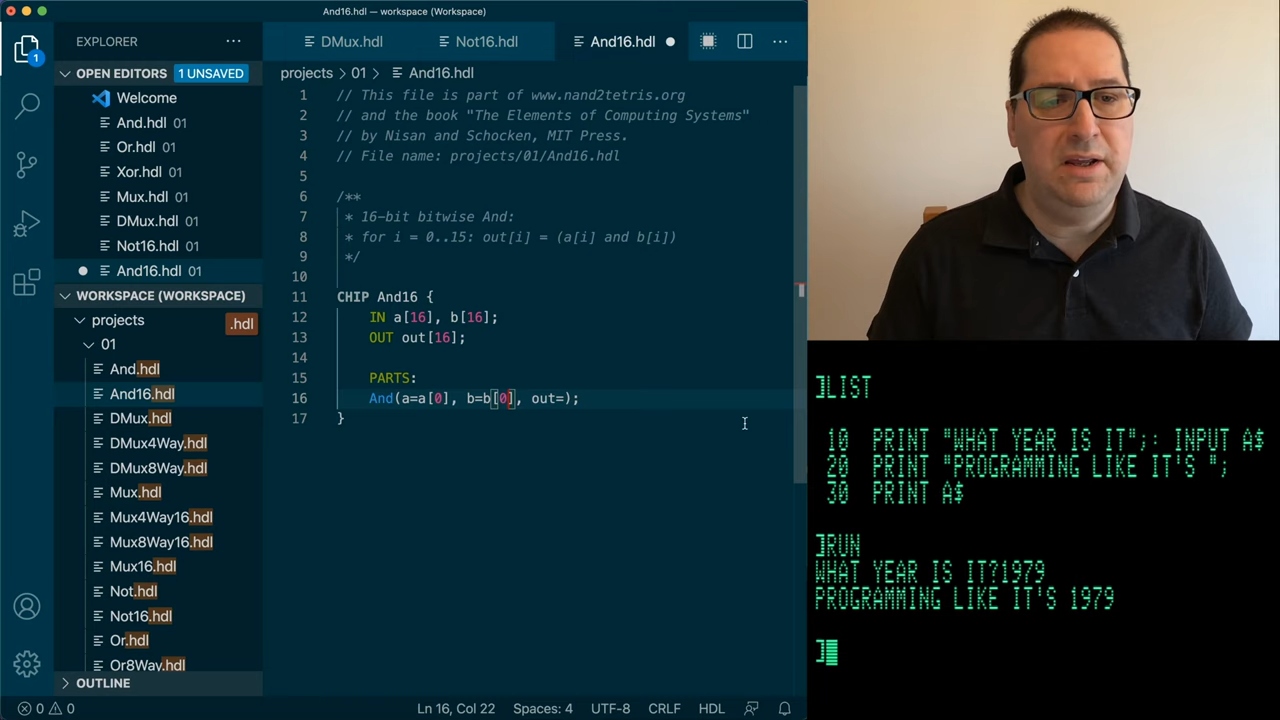 And16.hdl — workspace (Workspace)
EXPLORER
DMux.hdl
Not16.hdl
And16.hdl
1
OPEN EDITORS
1 UNSAVED
Welcome
And.hdl 01
Or.hdl 01
Xor.hdl 01
Mux.hdl 01
DMux.hdl 01
Not16.hdl 01
And16.hdl 01
WORKSPACE (WORKSPACE)
projects
.hdl
01
And.hdl
And16.hdl
DMux.hdl
DMux4Way.hdl
DMux8Way.hdl
Mux.hdl
Mux4Way16.hdl
Mux8Way16.hdl
Mux16.hdl
Not.hdl
Not16.hdl
Or.hdl
Or8Way.hdl
OUTLINE
projects > 01 > And16.hdl
1 // This file is part of www.nand2tetris.org
2 // and the book "The Elements of Computing Systems"
3 // by Nisan and Schocken, MIT Press.
4 // File name: projects/01/And16.hdl
5
6 /**
7 * 16-bit bitwise And:
8 * for i = 0..15: out[i] = (a[i] and b[i])
9 */
10
11 CHIP And16 {
12 IN a[16], b[16];
13 OUT out[16];
14
15 PARTS:
16 And(a=a[0], b=b[0], out=);
17 }
0 0
Ln 16, Col 22
Spaces: 4
UTF-8
CRLF
HDL
]LIST
10 PRINT "WHAT YEAR IS IT";: INPUT A$
20 PRINT "PROGRAMMING LIKE IT'S ";
30 PRINT A$
]RUN
WHAT YEAR IS IT?1979
PROGRAMMING LIKE IT'S 1979
]